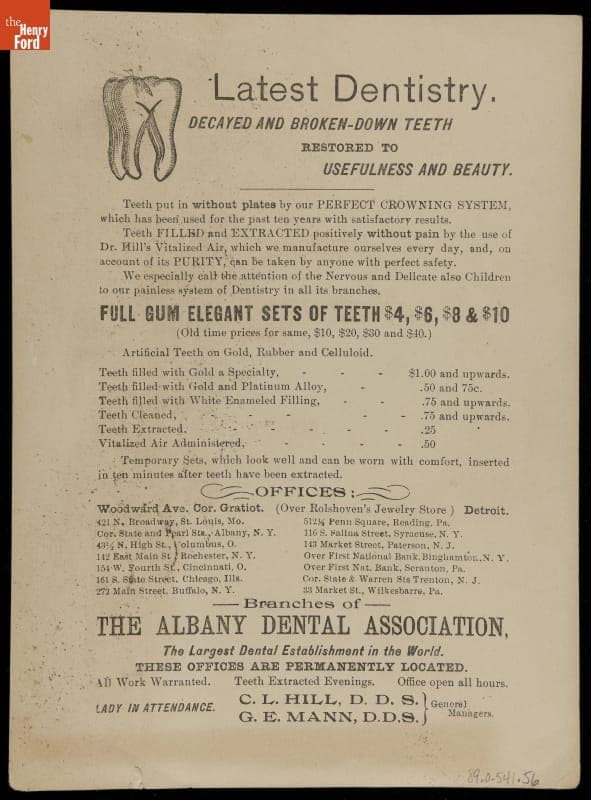 the
Henry
Ford
Latest Dentistry.
DECAYED AND BROKEN-DOWN TEETH
RESTORED TO
USEFULNESS AND BEAUTY.
Teeth put in without plates by our PERFECT CROWNING SYSTEM,
which has been used for the past ten years with satisfactory results.
Teeth FILLED and EXTRACTED positively without pain by the use of
Dr. Hill's Vitalized Air, which we manufacture ourselves every day, and, on
account of its PURITY, can be taken by anyone with perfect safety.
We especially call the attention of the Nervous and Delicate also Children
to our painless system of Dentistry in all its branches.
FULL GUM ELEGANT SETS OF TEETH $4, $6, $8 & $10
(Old time prices for same, $10, $20, $30 and $40.)
Artificial Teeth on Gold, Rubber and Celluloid.
Teeth filled with Gold a Specialty, - - - $1.00 and upwards.
Teeth filled with Gold and Platinum Alloy, - - .50 and 75c.
Teeth filled with White Enameled Filling, - - .75 and upwards.
Teeth Cleaned, - - - - - .75 and upwards.
Teeth Extracted. - - - - - .25
Vitalized Air Administered, - - - - .50
Temporary Sets, which look well and can be worn with comfort, inserted
in ten minutes after teeth have been extracted.
OFFICES:
Woodward Ave. Cor. Gratiot. (Over Rolshoven's Jewelry Store) Detroit.
421 N. Broadway, St. Louis, Mo. 512½ Penn Square, Reading, Pa.
Cor. State and Pearl Sts., Albany, N. Y. 316 S. Salina Street, Syracuse, N. Y.
43½ N. High St., Columbus, O. 143 Market Street, Paterson, N. J.
142 East Main St, Rochester, N. Y. Over First National Bank, Binghamton, N. Y.
154 W. Fourth St., Cincinnati, O. Over First Nat. Bank, Scranton, Pa.
161 S. State Street, Chicago, Ills. Cor. State & Warren Sts Trenton, N. J.
272 Main Street, Buffalo, N. Y. 33 Market St., Wilkesbarre, Pa.
Branches of
THE ALBANY DENTAL ASSOCIATION,
The Largest Dental Establishment in the World.
THESE OFFICES ARE PERMANENTLY LOCATED.
All Work Warranted. Teeth Extracted Evenings. Office open all hours.
LADY IN ATTENDANCE. C. L. HILL, D. D. S. } General
G. E. MANN, D.D.S. } Managers.
89.0.541.56